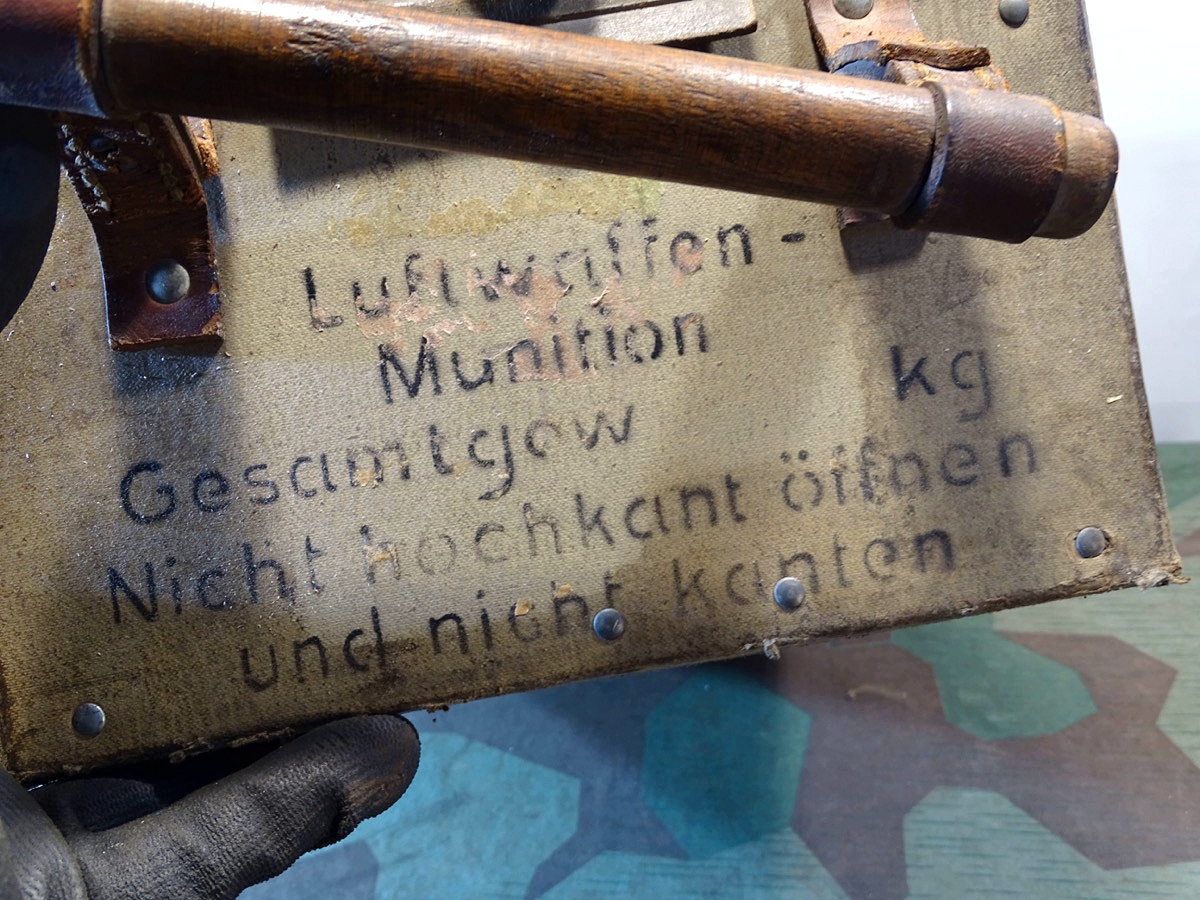 Luftwaffen-
Munition
Gesamtgew kg
Nicht hochkant öffnen
und nicht kanten